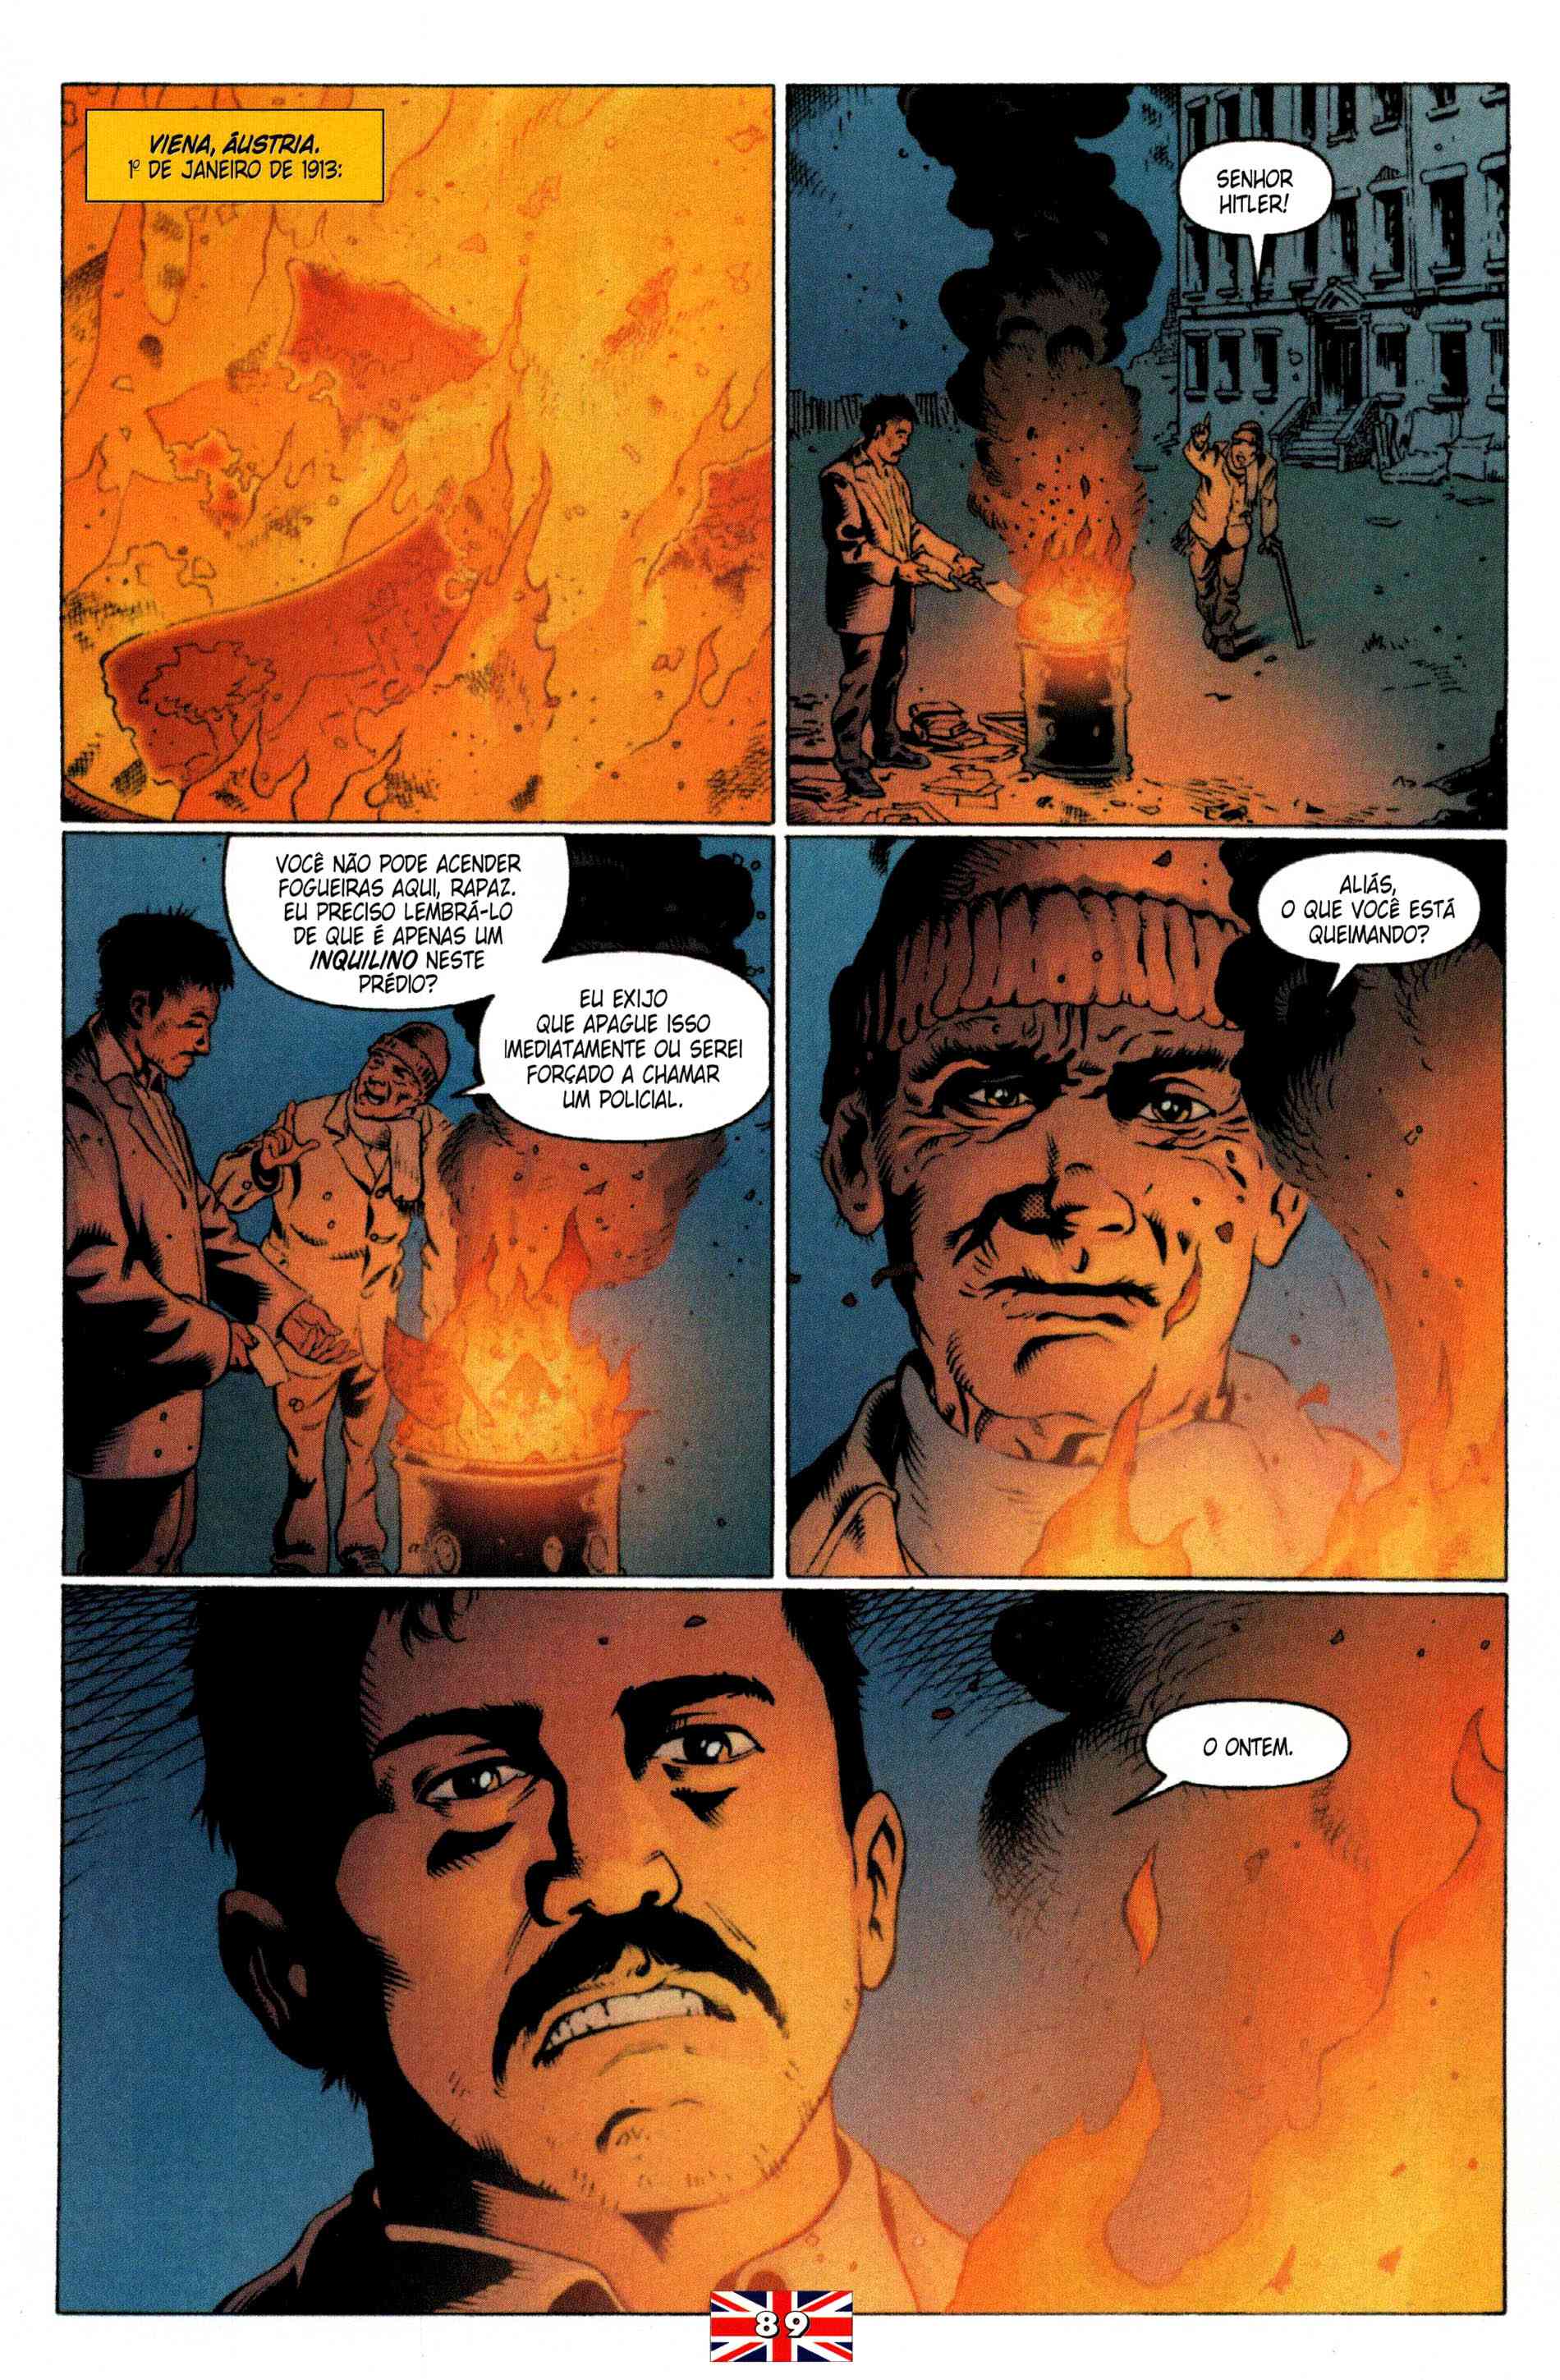 VIENA, ÁUSTRIA.
1º DE JANEIRO DE 1913:
SENHOR
HITLER!
VOCÊ NÃO PODE ACENDER
FOGUEIRAS AQUI, RAPAZ.
EU PRECISO LEMBRÁ-LO
DE QUE É APENAS UM
INQUILINO NESTE
PRÉDIO?
EU EXIJO
QUE APAGUE ISSO
IMEDIATAMENTE OU SEREI
FORÇADO A CHAMAR
UM POLICIAL.
ALIÁS,
O QUE VOCÊ ESTÁ
QUEIMANDO?
O ONTEM.
89